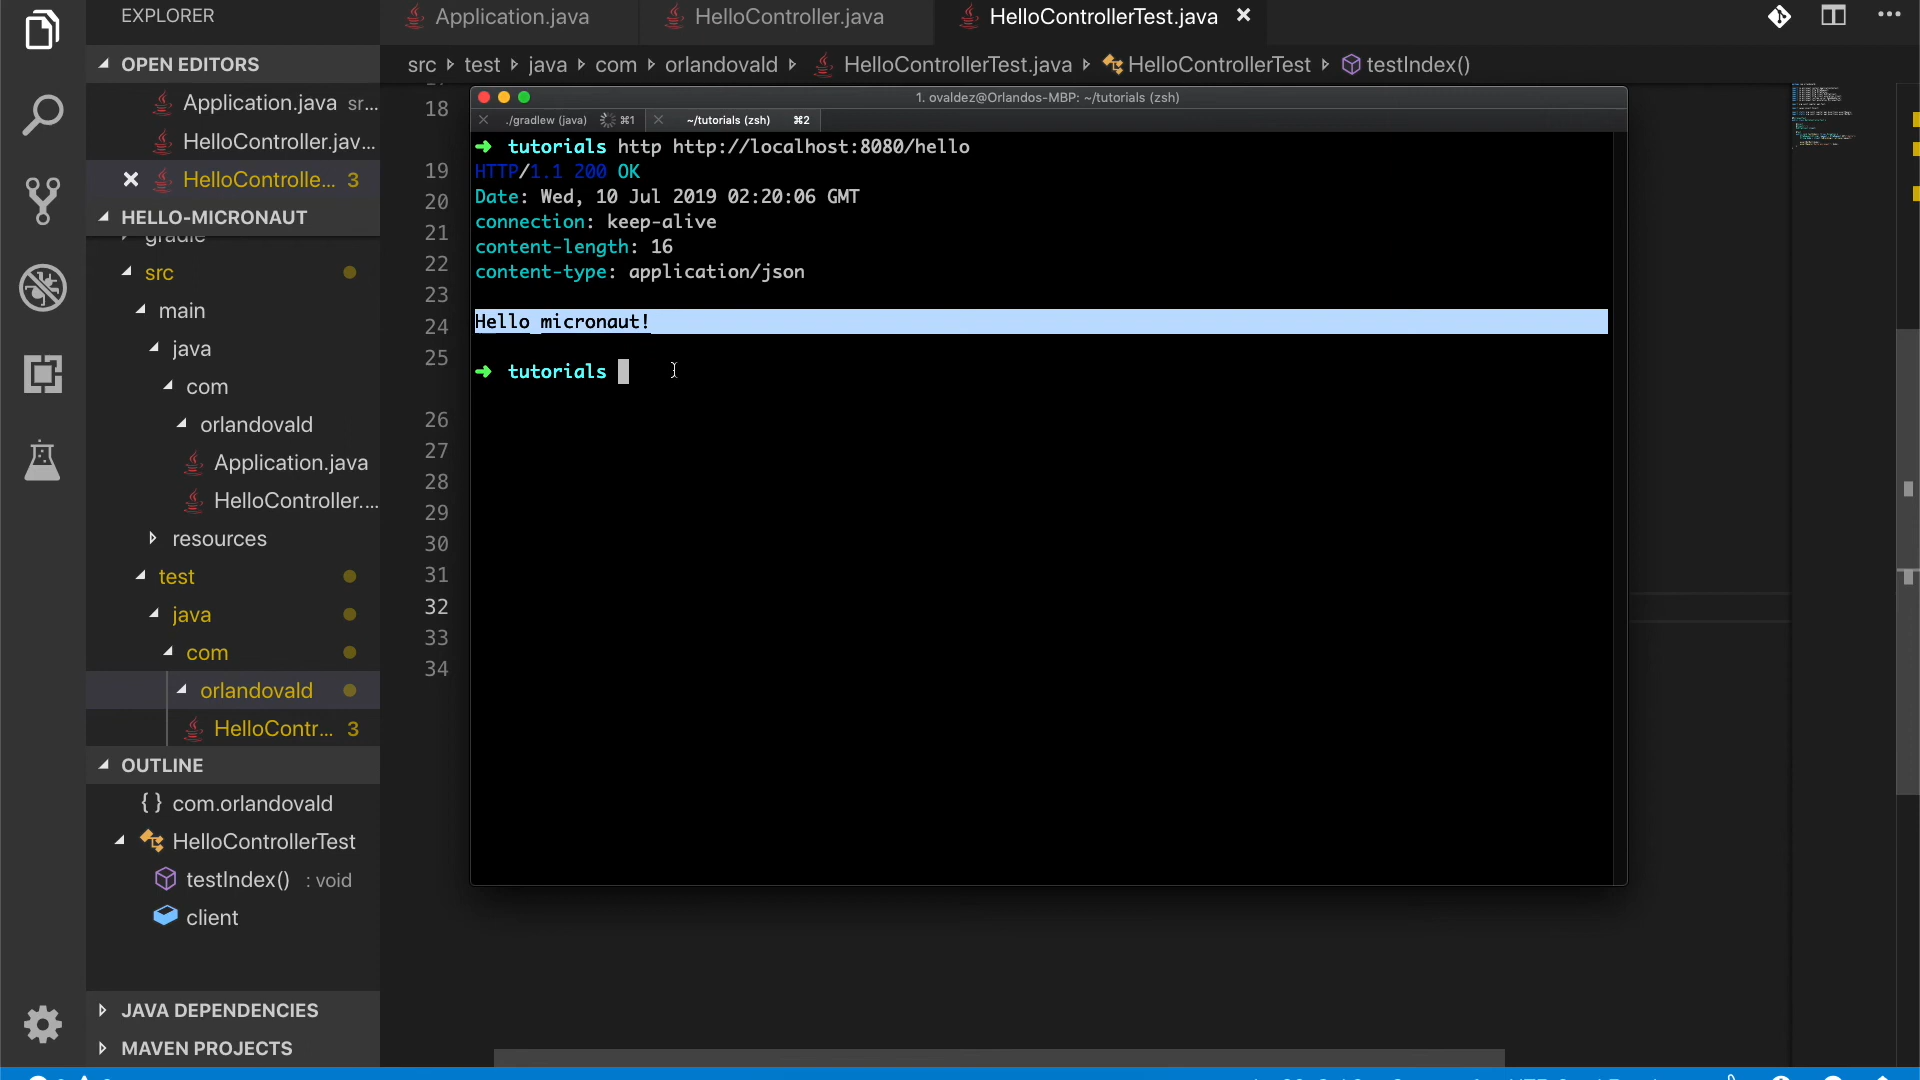 EXPLORER
Application.java
HelloController.java
HelloControllerTest.java
OPEN EDITORS
src
test
java
com
orlandovald
HelloControllerTest.java
HelloControllerTest
testIndex()
Application.java sr...
HelloController.jav...
HelloControlle... 3
HELLO-MICRONAUT
gradle
src
main
java
com
orlandovald
Application.java
HelloController....
resources
test
java
com
orlandovald
HelloContr... 3
OUTLINE
{} com.orlandovald
HelloControllerTest
testIndex() : void
client
JAVA DEPENDENCIES
MAVEN PROJECTS
18
19
20
21
22
23
24
25
26
27
28
29
30
31
32
33
34
1. ovaldez@Orlandos-MBP: ~/tutorials (zsh)
./gradlew (java) ⌘1
~/tutorials (zsh) ⌘2
➜ tutorials http http://localhost:8080/hello
HTTP/1.1 200 OK
Date: Wed, 10 Jul 2019 02:20:06 GMT
connection: keep-alive
content-length: 16
content-type: application/json
Hello micronaut!
➜ tutorials